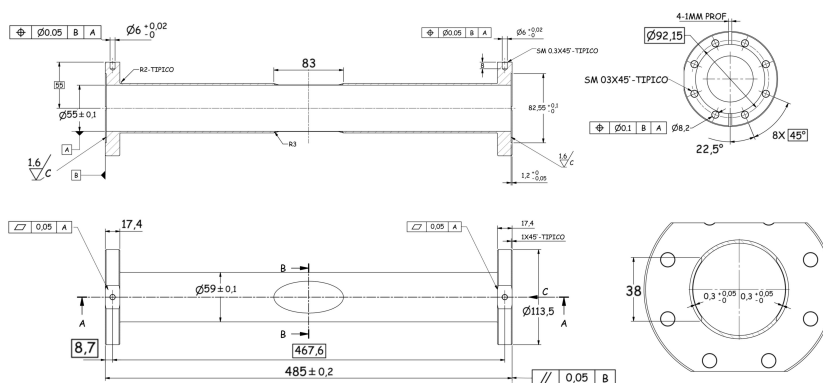 ⌖ Ø0.05 B A
Ø6 +0,02 -0
R2-TIPICO
83
⌖ Ø0.05 B A
Ø6 +0,02 -0
SM 0.3X45°-TIPICO
8
55
Ø55±0,1
A
B
1.6
C
R3
82,55 +0,1 -0
1.6
C
1,2 +0 -0,05
4-1MM PROF
Ø92,15
SM 03X45°-TIPICO
⌖ Ø0.1 B A
Ø8,2
22,5°
8X 45°
⏥ 0,05 A
17,4
⏥ 0,05 A
17,4
1X45°-TIPICO
B
Ø59±0,1
C
A
A
B
Ø113,5
8,7
467,6
485±0,2
// 0,05 B
38
0,3 +0,05 -0
0,3 +0,05 -0